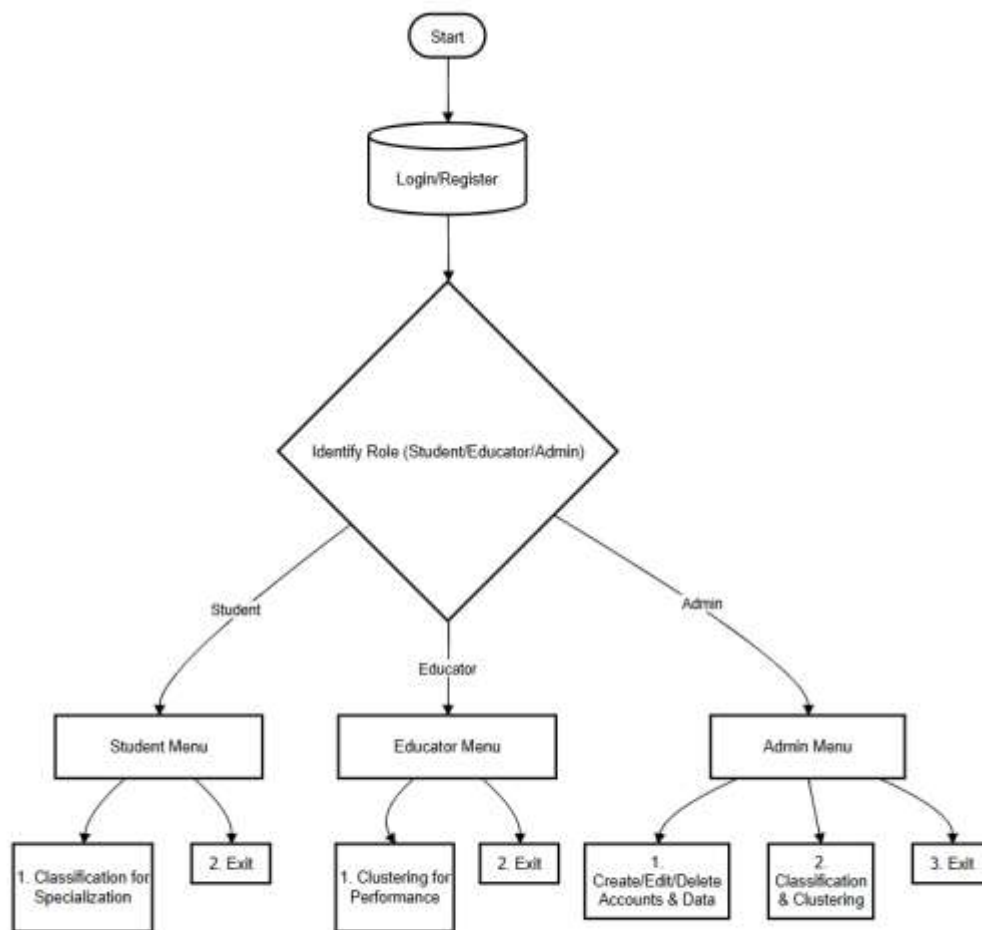 Start
Login/Register
Identify Role (Student/Educator/Admin)
Student
Admin
Educator
Student Menu
Educator Menu
Admin Menu
1. Classification for
Specialization
2. Exit
1. Clustering for
Performance
2. Exit
1.
Create/Edit/Delete
Accounts & Data
2.
Classification
& Clustering
3. Exit